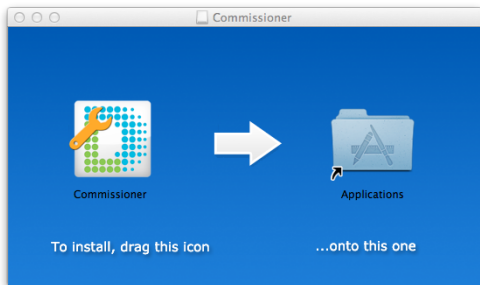 Commissioner
Commissioner
Applications
To install, drag this icon
...onto this one